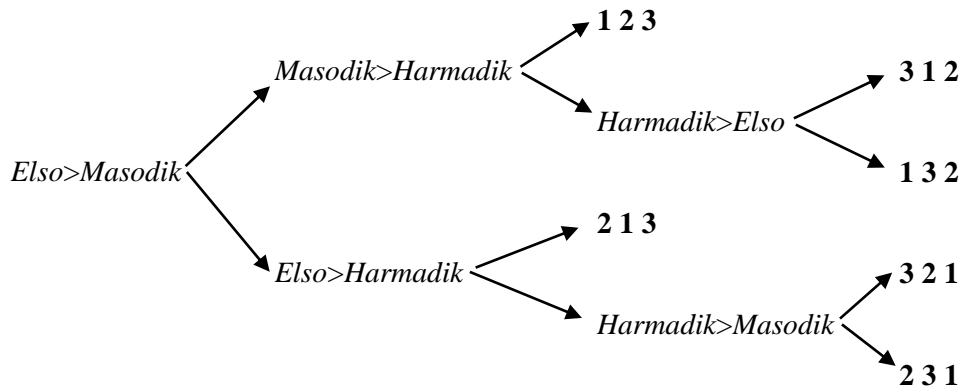 1 2 3
Masodik>Harmadik
3 1 2
Harmadik>Elso
Elso>Masodik
1 3 2
2 1 3
Elso>Harmadik
3 2 1
Harmadik>Masodik
2 3 1